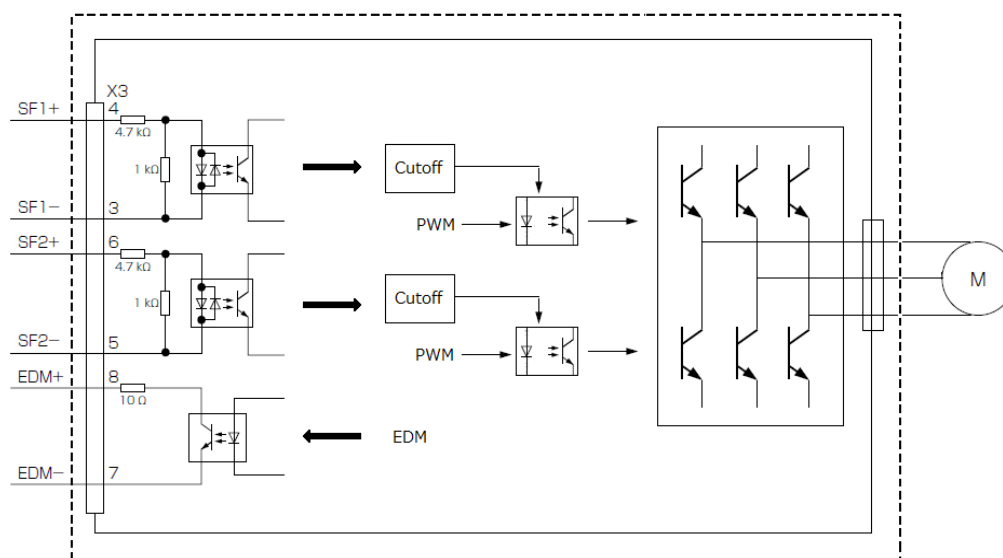 X3
SF1+ 4
4.7 kΩ
1 kΩ
Cutoff
SF1− 3
PWM
SF2+ 6
4.7 kΩ
1 kΩ
Cutoff
M
SF2− 5
PWM
EDM+ 8
10 Ω
EDM
EDM− 7